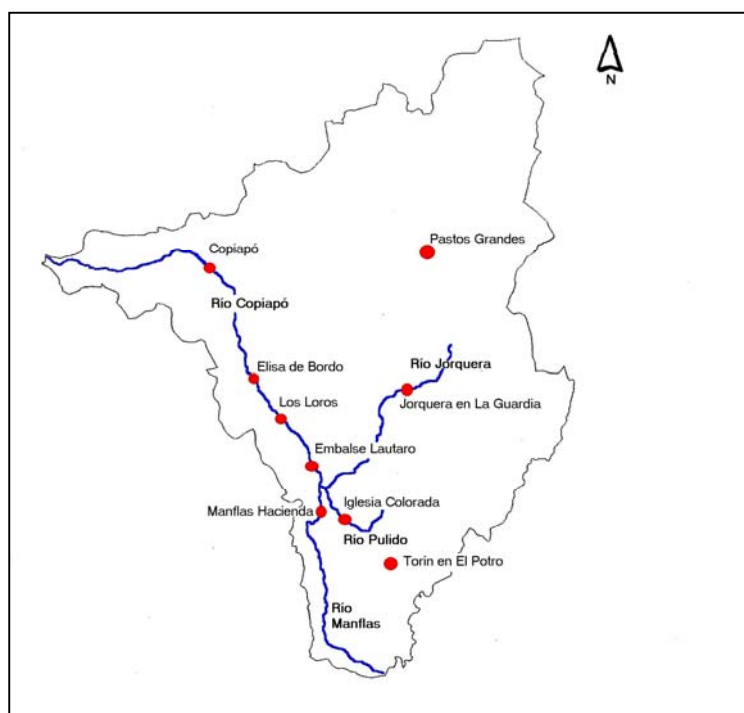 N
Pastos Grandes
Copiapó
Río Copiapó
Río Jorquera
Elisa de Bordo
Jorquera en La Guardia
Los Loros
Embalse Lautaro
Iglesia Colorada
Manflas Hacienda
Río Pulido
Torin en El Potro
Río
Manflas